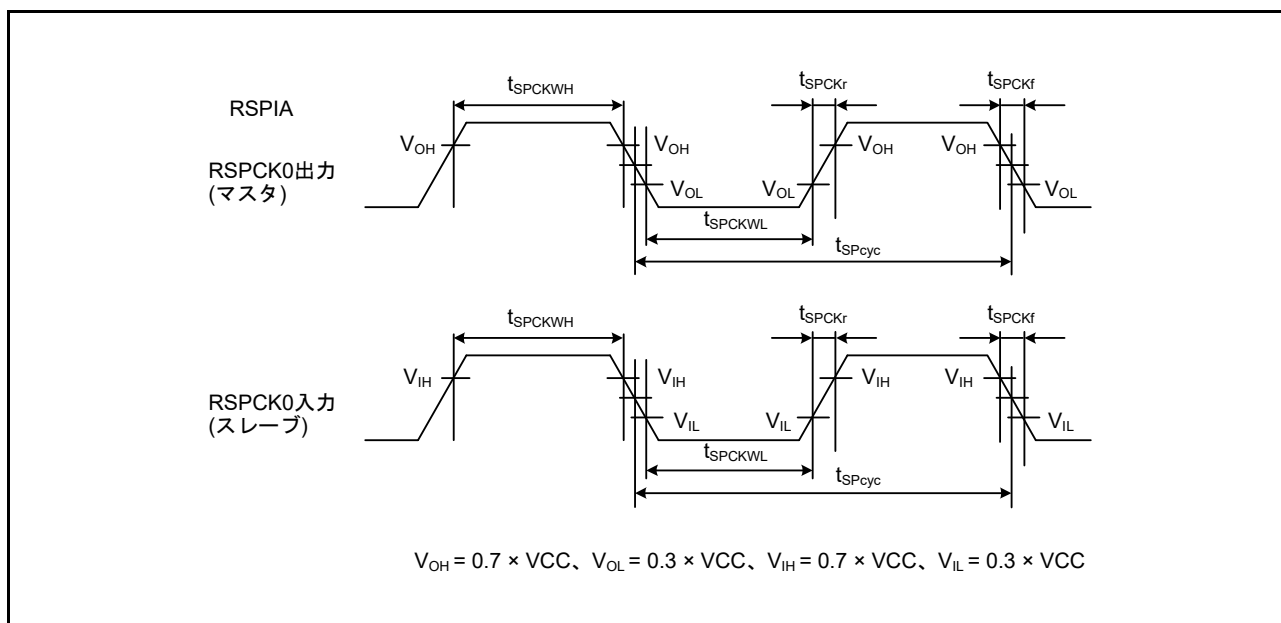 RSPIA
RSPCK0出力
(マスタ)
tSPCKWH
tSPCKr
tSPCKf
VOH
VOH
VOL
VOL
VOH
VOH
VOL
tSPCKWL
tSPcyc
RSPCK0入力
(スレーブ)
tSPCKWH
tSPCKr
tSPCKf
VIH
VIH
VIL
VIL
VIH
VIH
VIL
tSPCKWL
tSPcyc
VOH = 0.7 × VCC、VOL = 0.3 × VCC、VIH = 0.7 × VCC、VIL = 0.3 × VCC